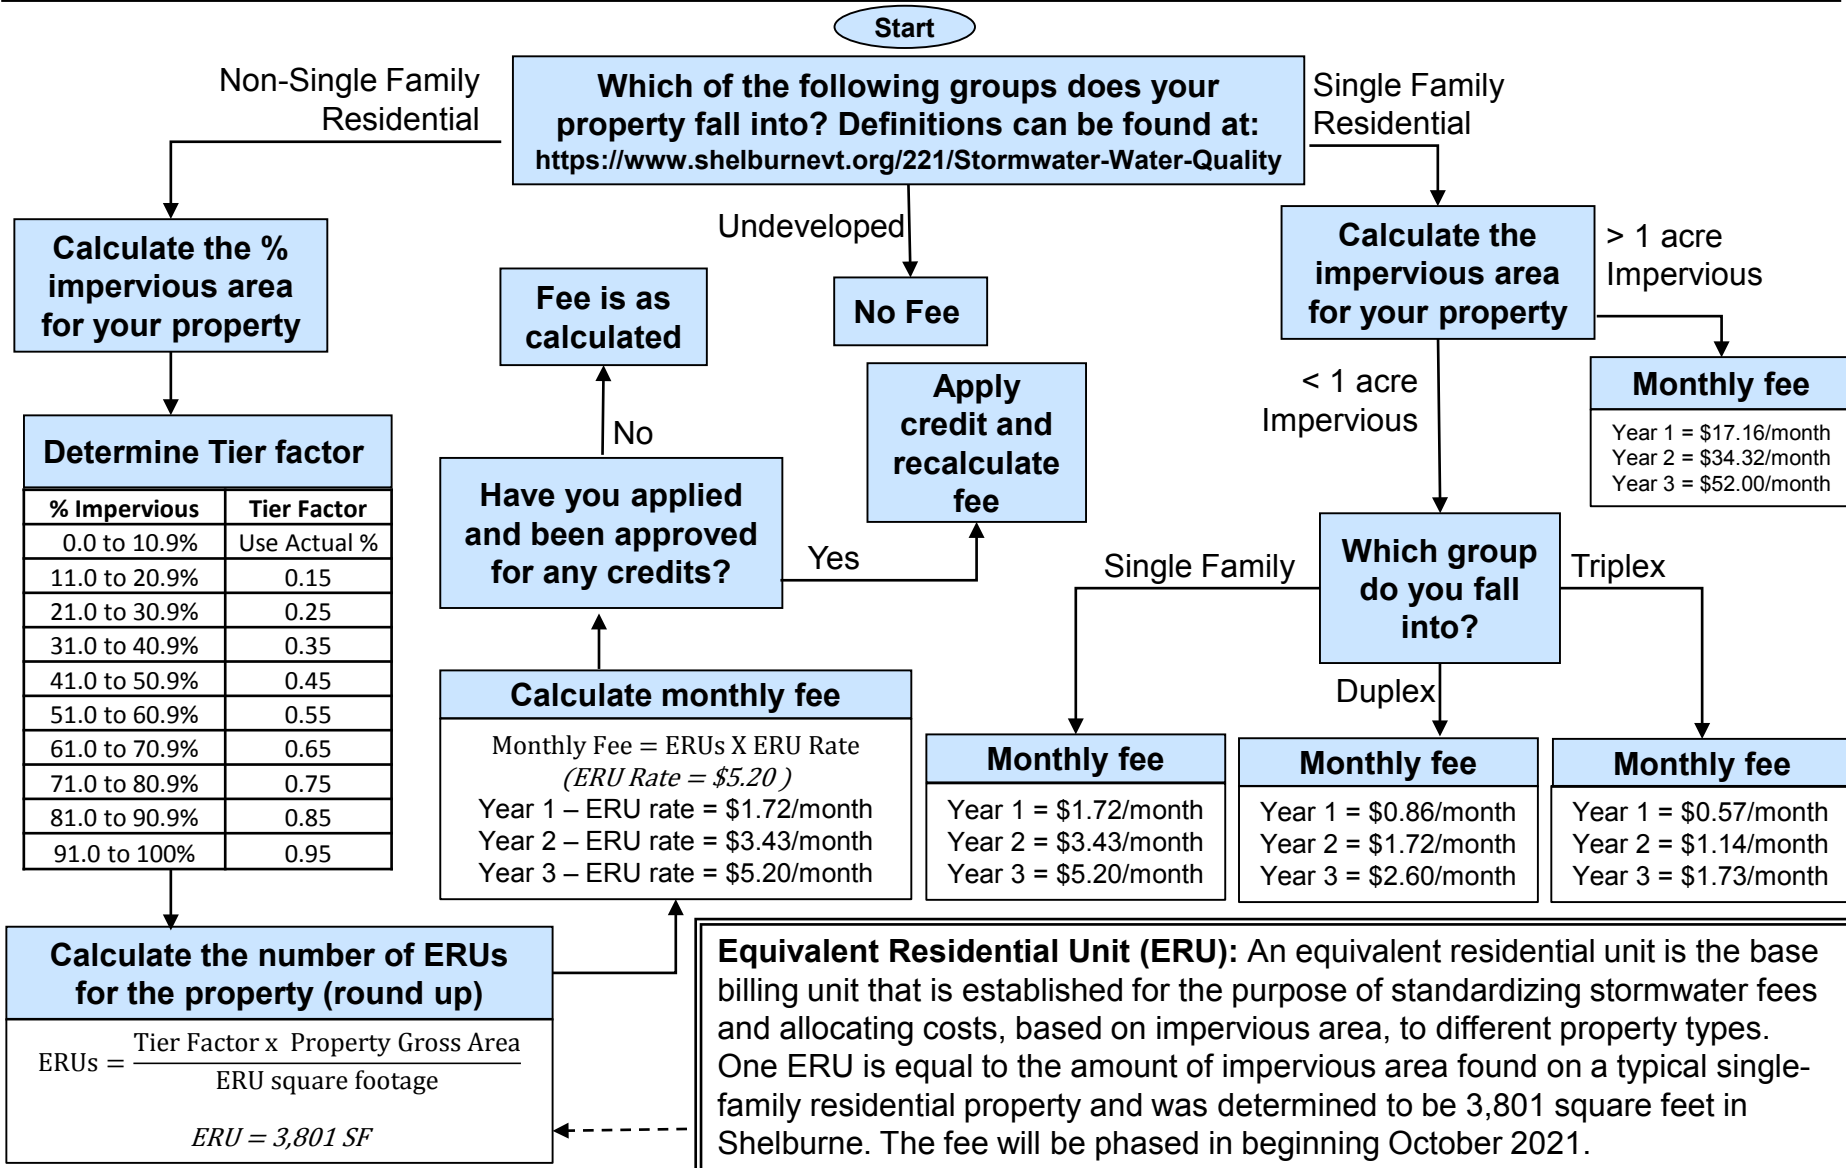 Start
Non-Single Family
Residential
Which of the following groups does your
property fall into? Definitions can be found at:
https://www.shelburnevt.org/221/Stormwater-Water-Quality
Single Family
Residential
Calculate the %
impervious area
for your property
Undeveloped
No Fee
Calculate the
impervious area
for your property
> 1 acre
Impervious
Monthly fee
Year 1 = $17.16/month
Year 2 = $34.32/month
Year 3 = $52.00/month
< 1 acre
Impervious
Fee is as
calculated
No
Apply
credit and
recalculate
fee
Have you applied
and been approved
for any credits?
Yes
Determine Tier factor
% Impervious Tier Factor
0.0 to 10.9% Use Actual %
11.0 to 20.9% 0.15
21.0 to 30.9% 0.25
31.0 to 40.9% 0.35
41.0 to 50.9% 0.45
51.0 to 60.9% 0.55
61.0 to 70.9% 0.65
71.0 to 80.9% 0.75
81.0 to 90.9% 0.85
91.0 to 100% 0.95
Single Family
Which group
do you fall
into?
Triplex
Duplex
Calculate monthly fee
Monthly Fee = ERUs X ERU Rate
(ERU Rate = $5.20 )
Year 1 – ERU rate = $1.72/month
Year 2 – ERU rate = $3.43/month
Year 3 – ERU rate = $5.20/month
Monthly fee
Year 1 = $1.72/month
Year 2 = $3.43/month
Year 3 = $5.20/month
Monthly fee
Year 1 = $0.86/month
Year 2 = $1.72/month
Year 3 = $2.60/month
Monthly fee
Year 1 = $0.57/month
Year 2 = $1.14/month
Year 3 = $1.73/month
Calculate the number of ERUs
for the property (round up)
Tier Factor x Property Gross Area
ERUs =
ERU square footage
ERU = 3,801 SF
Equivalent Residential Unit (ERU): An equivalent residential unit is the base
billing unit that is established for the purpose of standardizing stormwater fees
and allocating costs, based on impervious area, to different property types.
One ERU is equal to the amount of impervious area found on a typical single-
family residential property and was determined to be 3,801 square feet in
Shelburne. The fee will be phased in beginning October 2021.